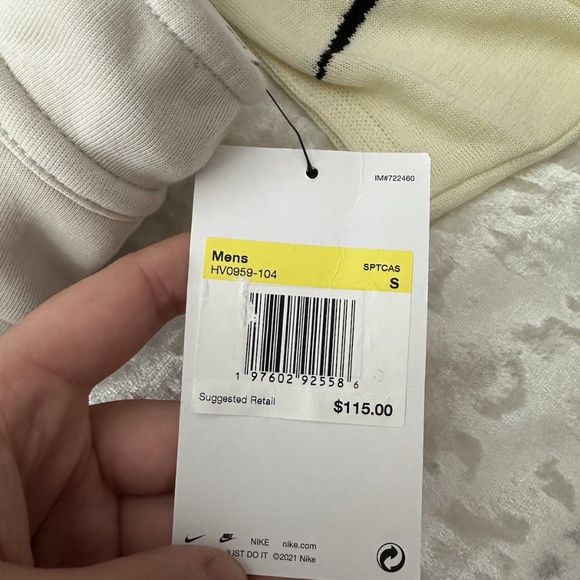 IM#722460
Mens
HV0959-104
SPTCAS
S
1 97602 92558 6
Suggested Retail
$115.00
NIKE nike.com
JUST DO IT ©2021 Nike